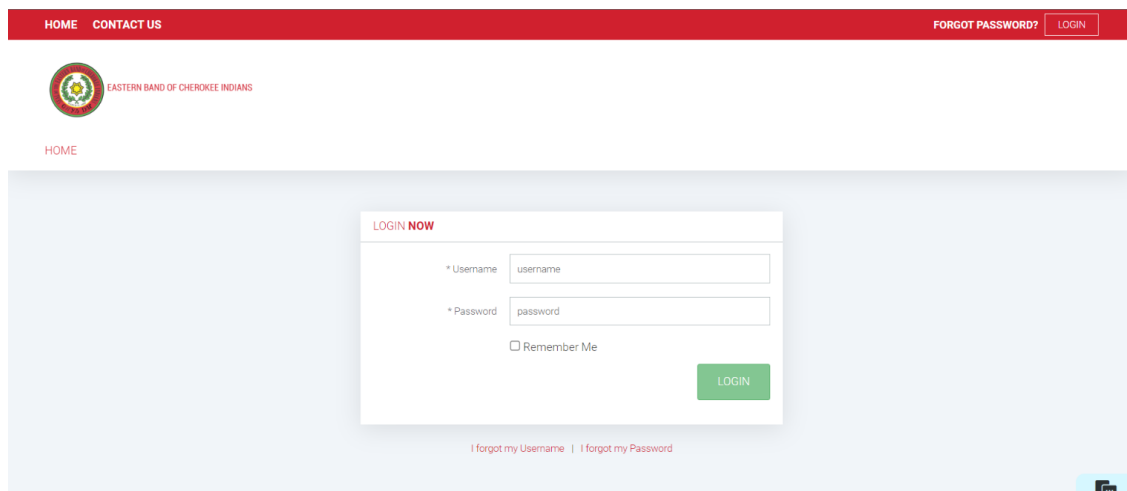 HOME CONTACT US FORGOT PASSWORD? LOGIN
EASTERN BAND OF CHEROKEE INDIANS
HOME
LOGIN NOW
* Username username
* Password password
Remember Me
LOGIN
I forgot my Username | I forgot my Password